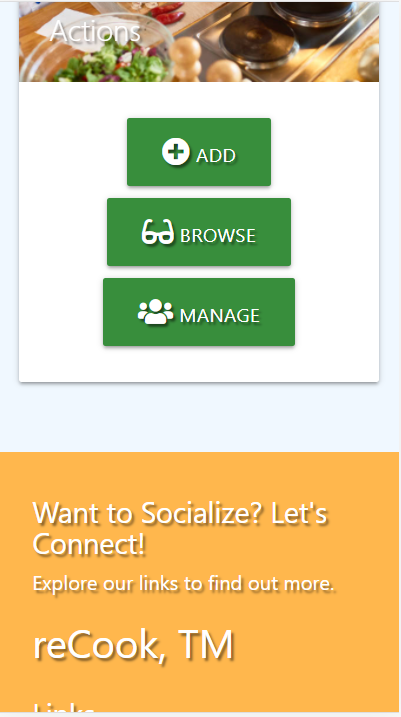 Actions
ADD
BROWSE
MANAGE
Want to Socialize? Let's
Connect!
Explore our links to find out more.
reCook, TM
Links